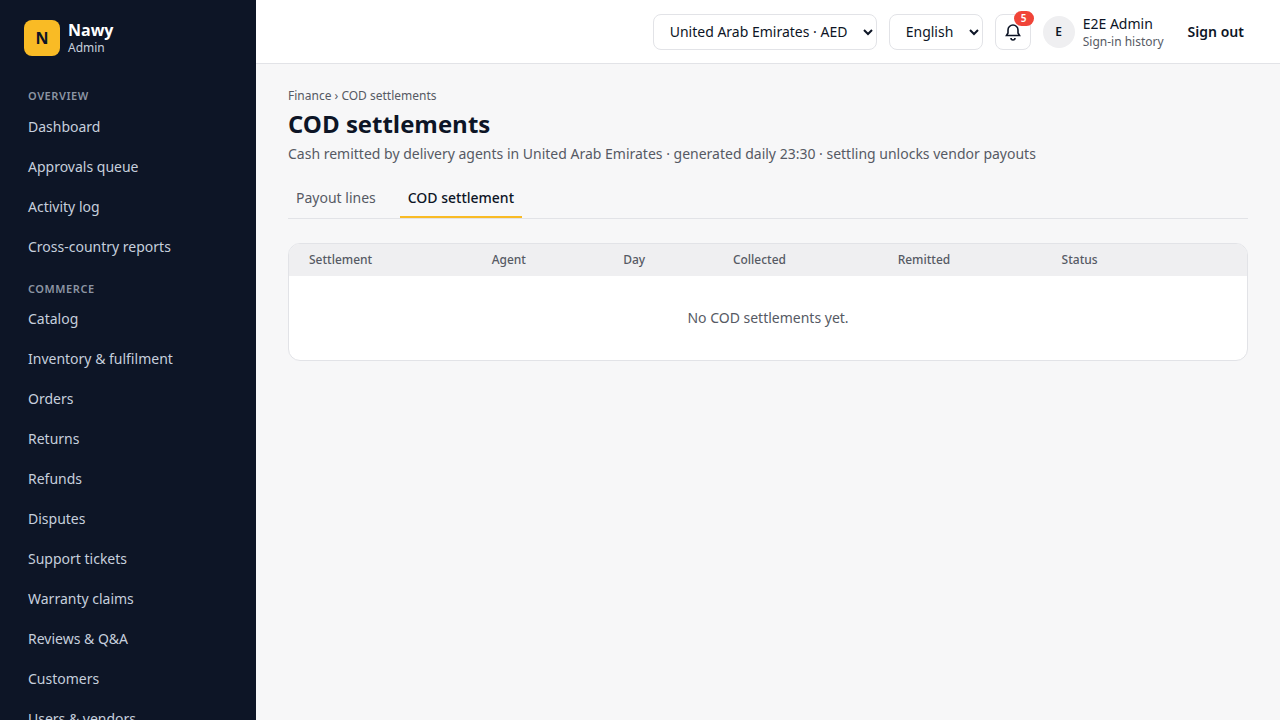 N
Nawy
Admin
OVERVIEW
Dashboard
Approvals queue
Activity log
Cross-country reports
COMMERCE
Catalog
Inventory & fulfilment
Orders
Returns
Refunds
Disputes
Support tickets
Warranty claims
Reviews & Q&A
Customers
Users & vendors
United Arab Emirates · AED
English
5
E
E2E Admin
Sign-in history
Sign out
Finance › COD settlements
COD settlements
Cash remitted by delivery agents in United Arab Emirates · generated daily 23:30 · settling unlocks vendor payouts
Payout lines COD settlement
Settlement Agent Day Collected Remitted Status
No COD settlements yet.